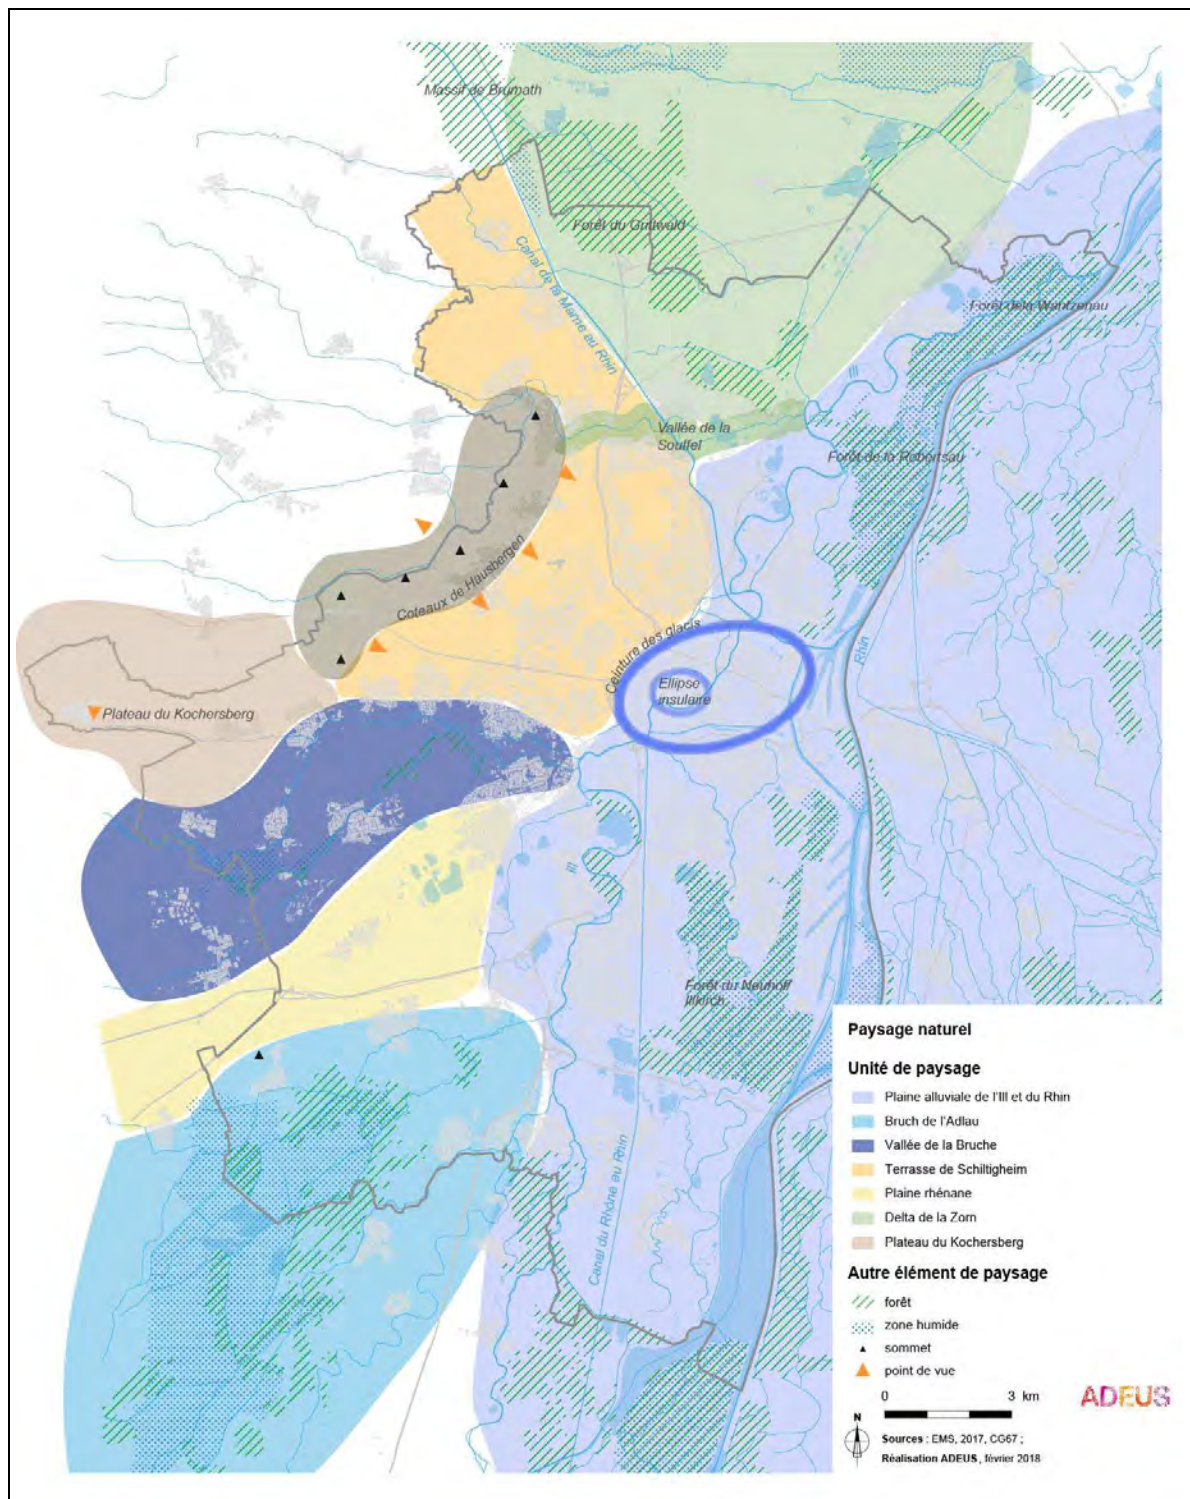 Massif de Brumath
Forêt du Grittwald
Canal de la Marne au Rhin
Forêt de la Wantzenau
Ill
Vallée de la
Souffel
Forêt de la Robertsau
Coteaux de Hausbergen
Ceinture des glacis
Rhin
Ellipse
insulaire
Plateau du Kochersberg
Ill
Forêt du Neuhof/
Illkirch
Canal du Rhône au Rhin
Paysage naturel
Unité de paysage
Plaine alluviale de l'Ill et du Rhin
Bruch de l'Adlau
Vallée de la Bruche
Terrasse de Schiltigheim
Plaine rhénane
Delta de la Zorn
Plateau du Kochersberg
Autre élément de paysage
forêt
zone humide
sommet
point de vue
0 3 km
N
ADEUS
Sources : EMS, 2017, CG67 ;
Réalisation ADEUS, février 2018